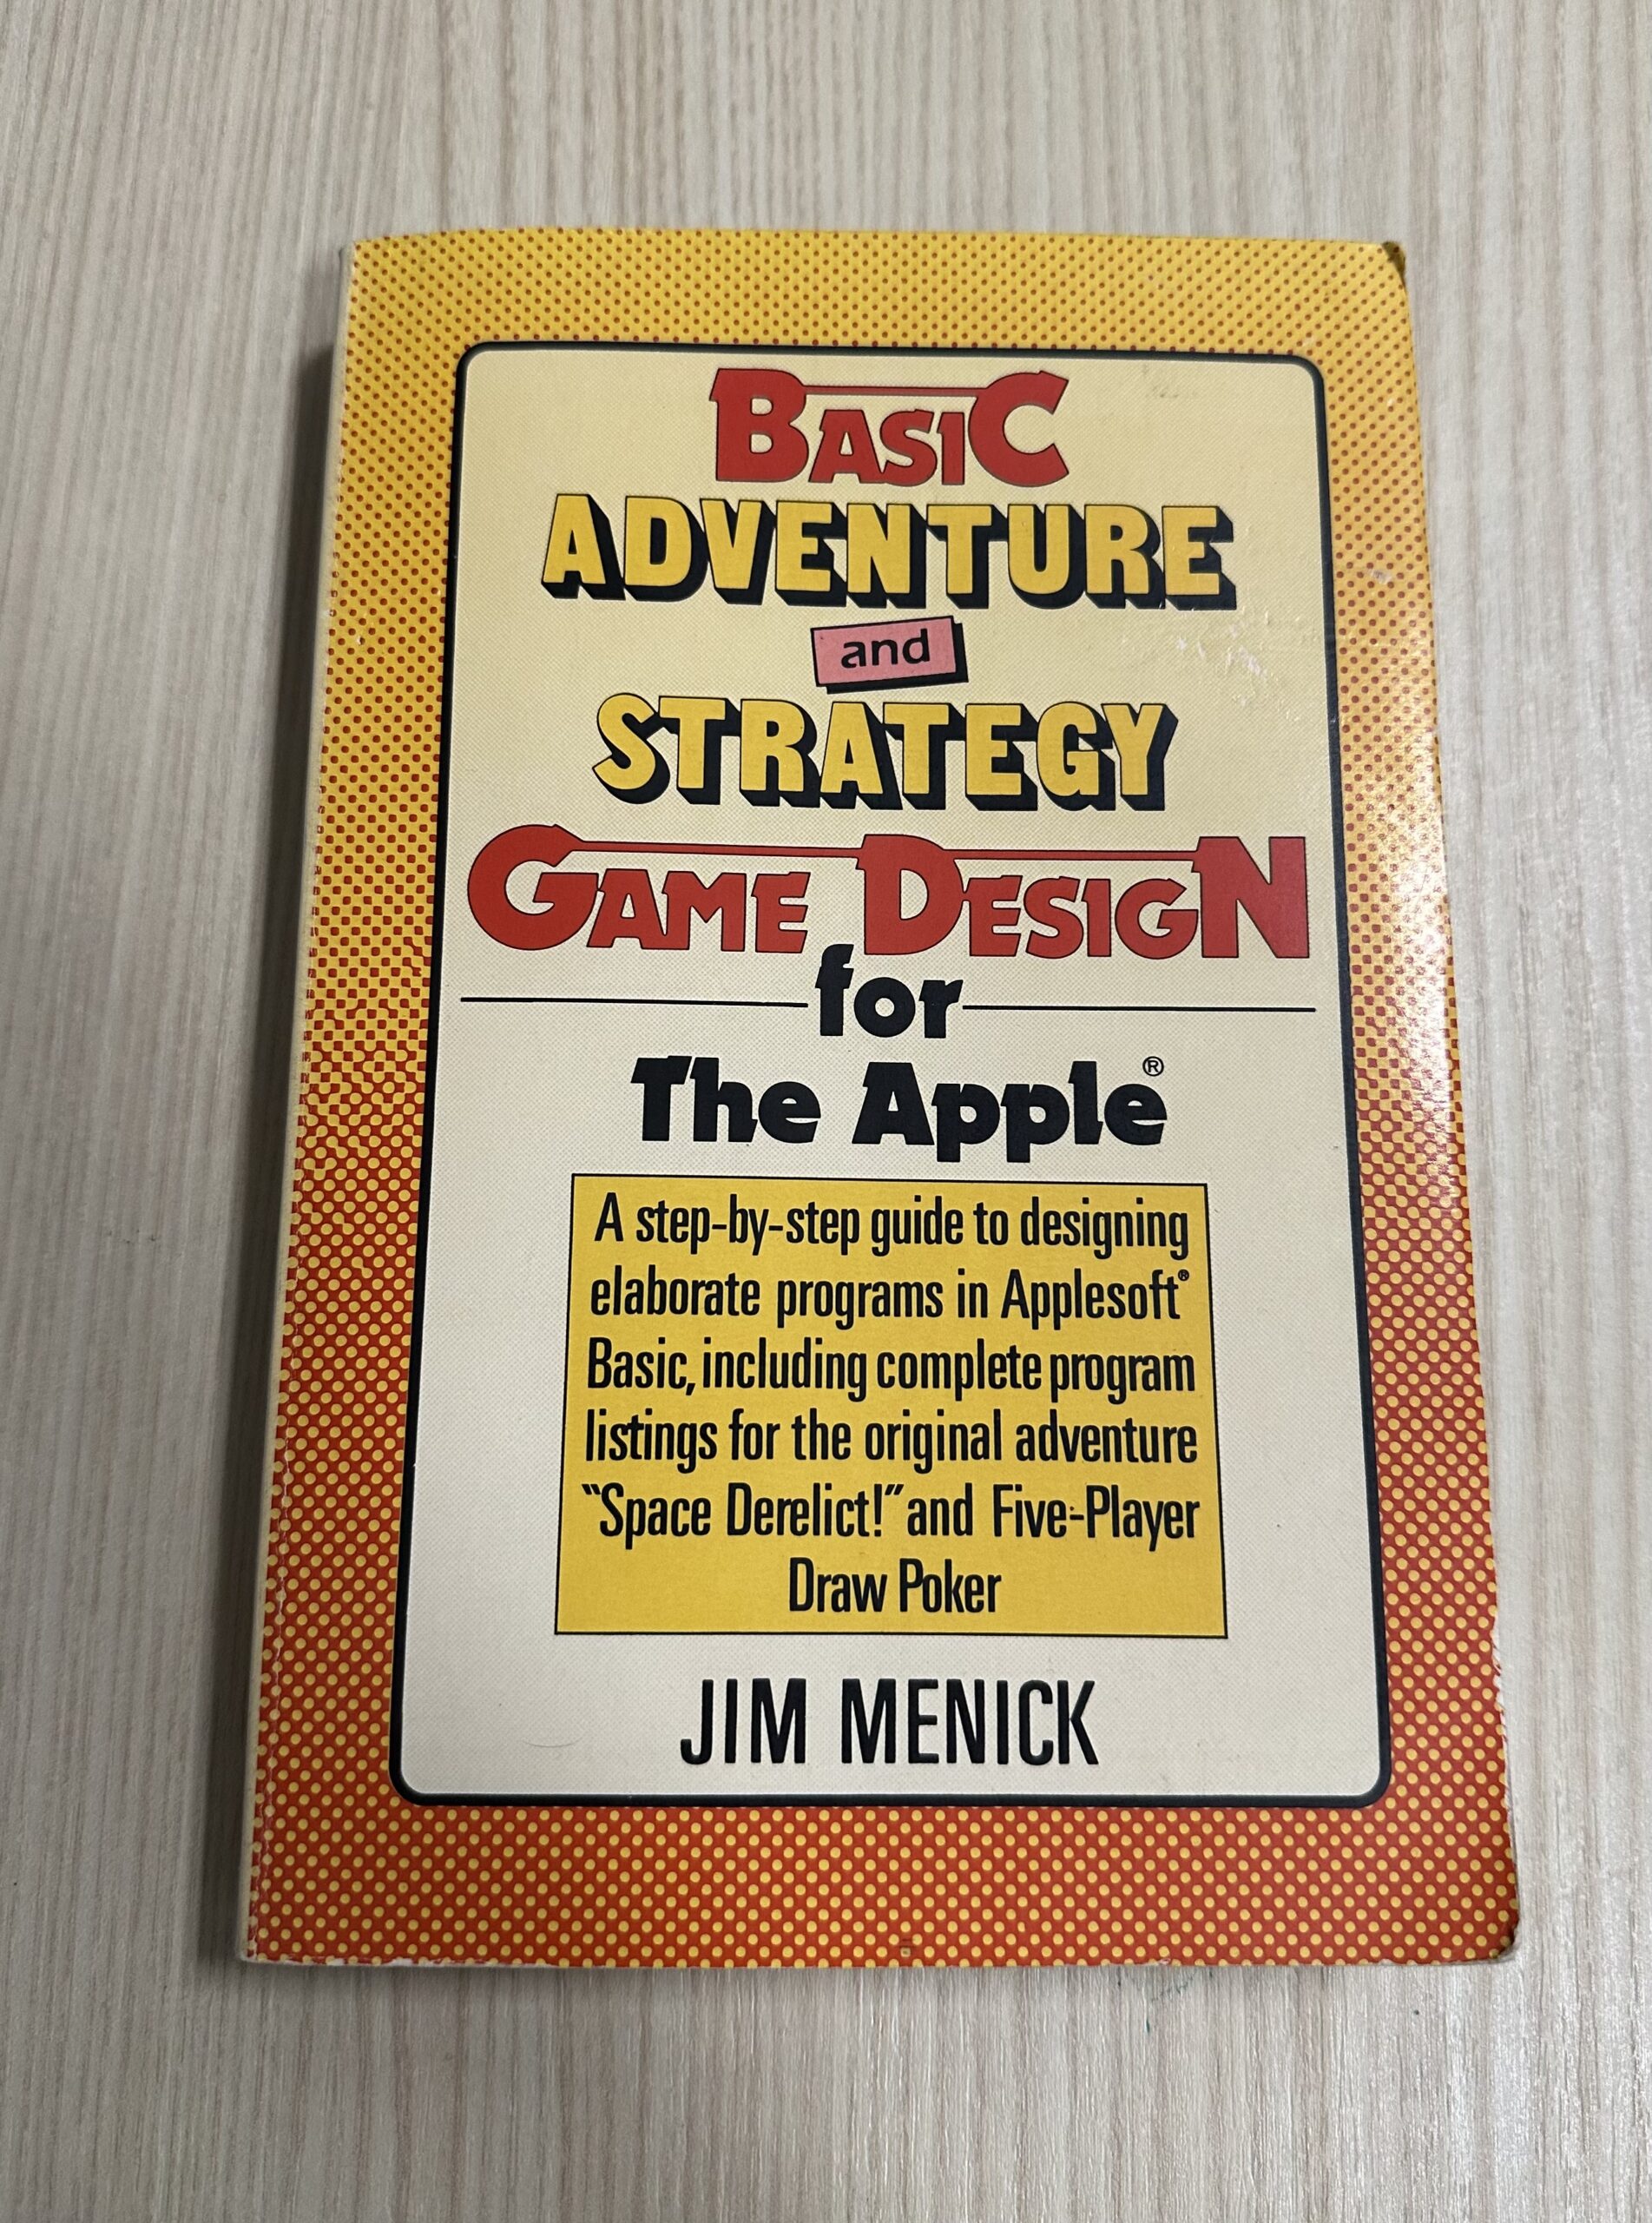 BASIC
ADVENTURE
and
STRATEGY
GAME DESIGN
for
The Apple®
A step-by-step guide to designing
elaborate programs in Applesoft®
Basic, including complete program
listings for the original adventure
"Space Derelict!" and Five-Player
Draw Poker
JIM MENICK